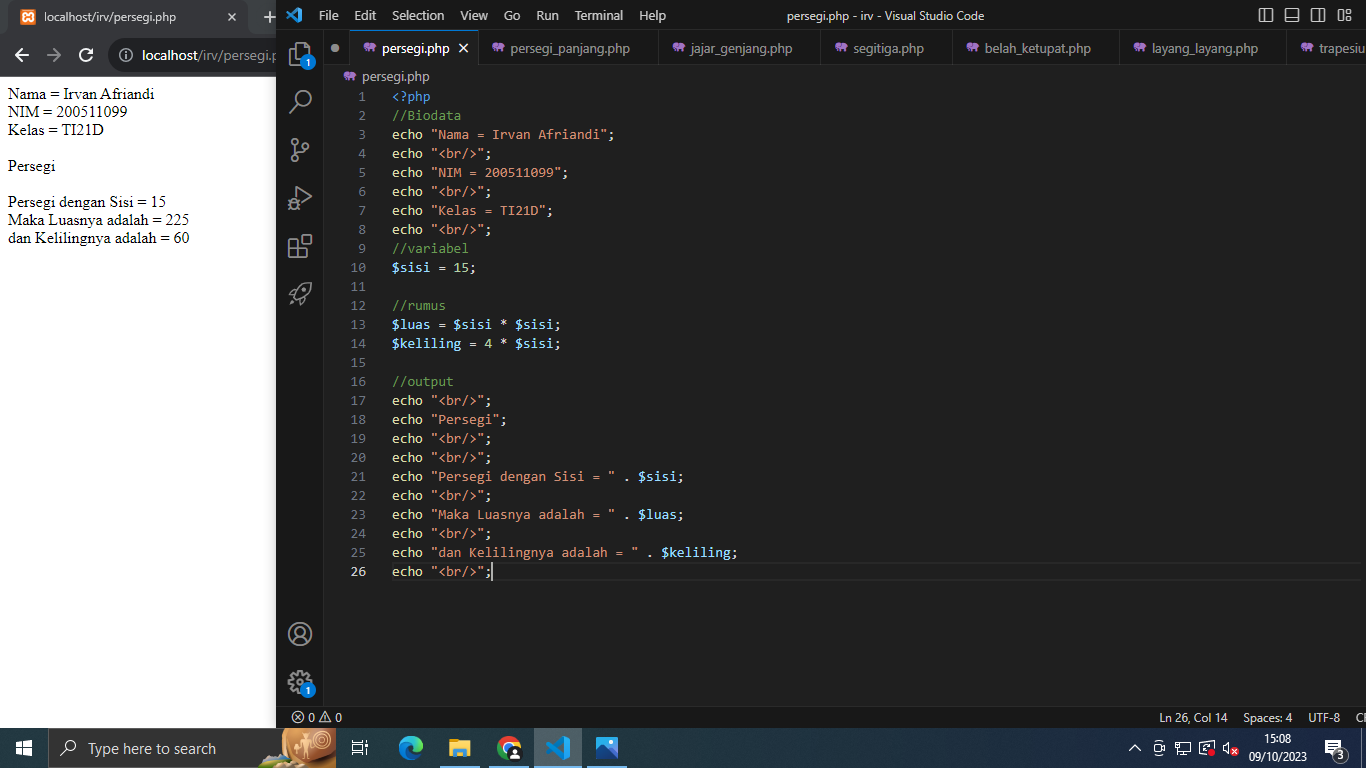 localhost/irv/persegi.php
localhost/irv/persegi.p
Nama = Irvan Afriandi
NIM = 200511099
Kelas = TI21D
Persegi
Persegi dengan Sisi = 15
Maka Luasnya adalah = 225
dan Kelilingnya adalah = 60
File Edit Selection View Go Run Terminal Help
persegi.php - irv - Visual Studio Code
persegi.php persegi_panjang.php jajar_genjang.php segitiga.php belah_ketupat.php layang_layang.php trapesiu
persegi.php
1 <?php
2 //Biodata
3 echo "Nama = Irvan Afriandi";
4 echo "<br/>";
5 echo "NIM = 200511099";
6 echo "<br/>";
7 echo "Kelas = TI21D";
8 echo "<br/>";
9 //variabel
10 $sisi = 15;
11
12 //rumus
13 $luas = $sisi * $sisi;
14 $keliling = 4 * $sisi;
15
16 //output
17 echo "<br/>";
18 echo "Persegi";
19 echo "<br/>";
20 echo "<br/>";
21 echo "Persegi dengan Sisi = " . $sisi;
22 echo "<br/>";
23 echo "Maka Luasnya adalah = " . $luas;
24 echo "<br/>";
25 echo "dan Kelilingnya adalah = " . $keliling;
26 echo "<br/>";
1
1
0 0
Ln 26, Col 14 Spaces: 4 UTF-8
Type here to search
15:08
09/10/2023
3